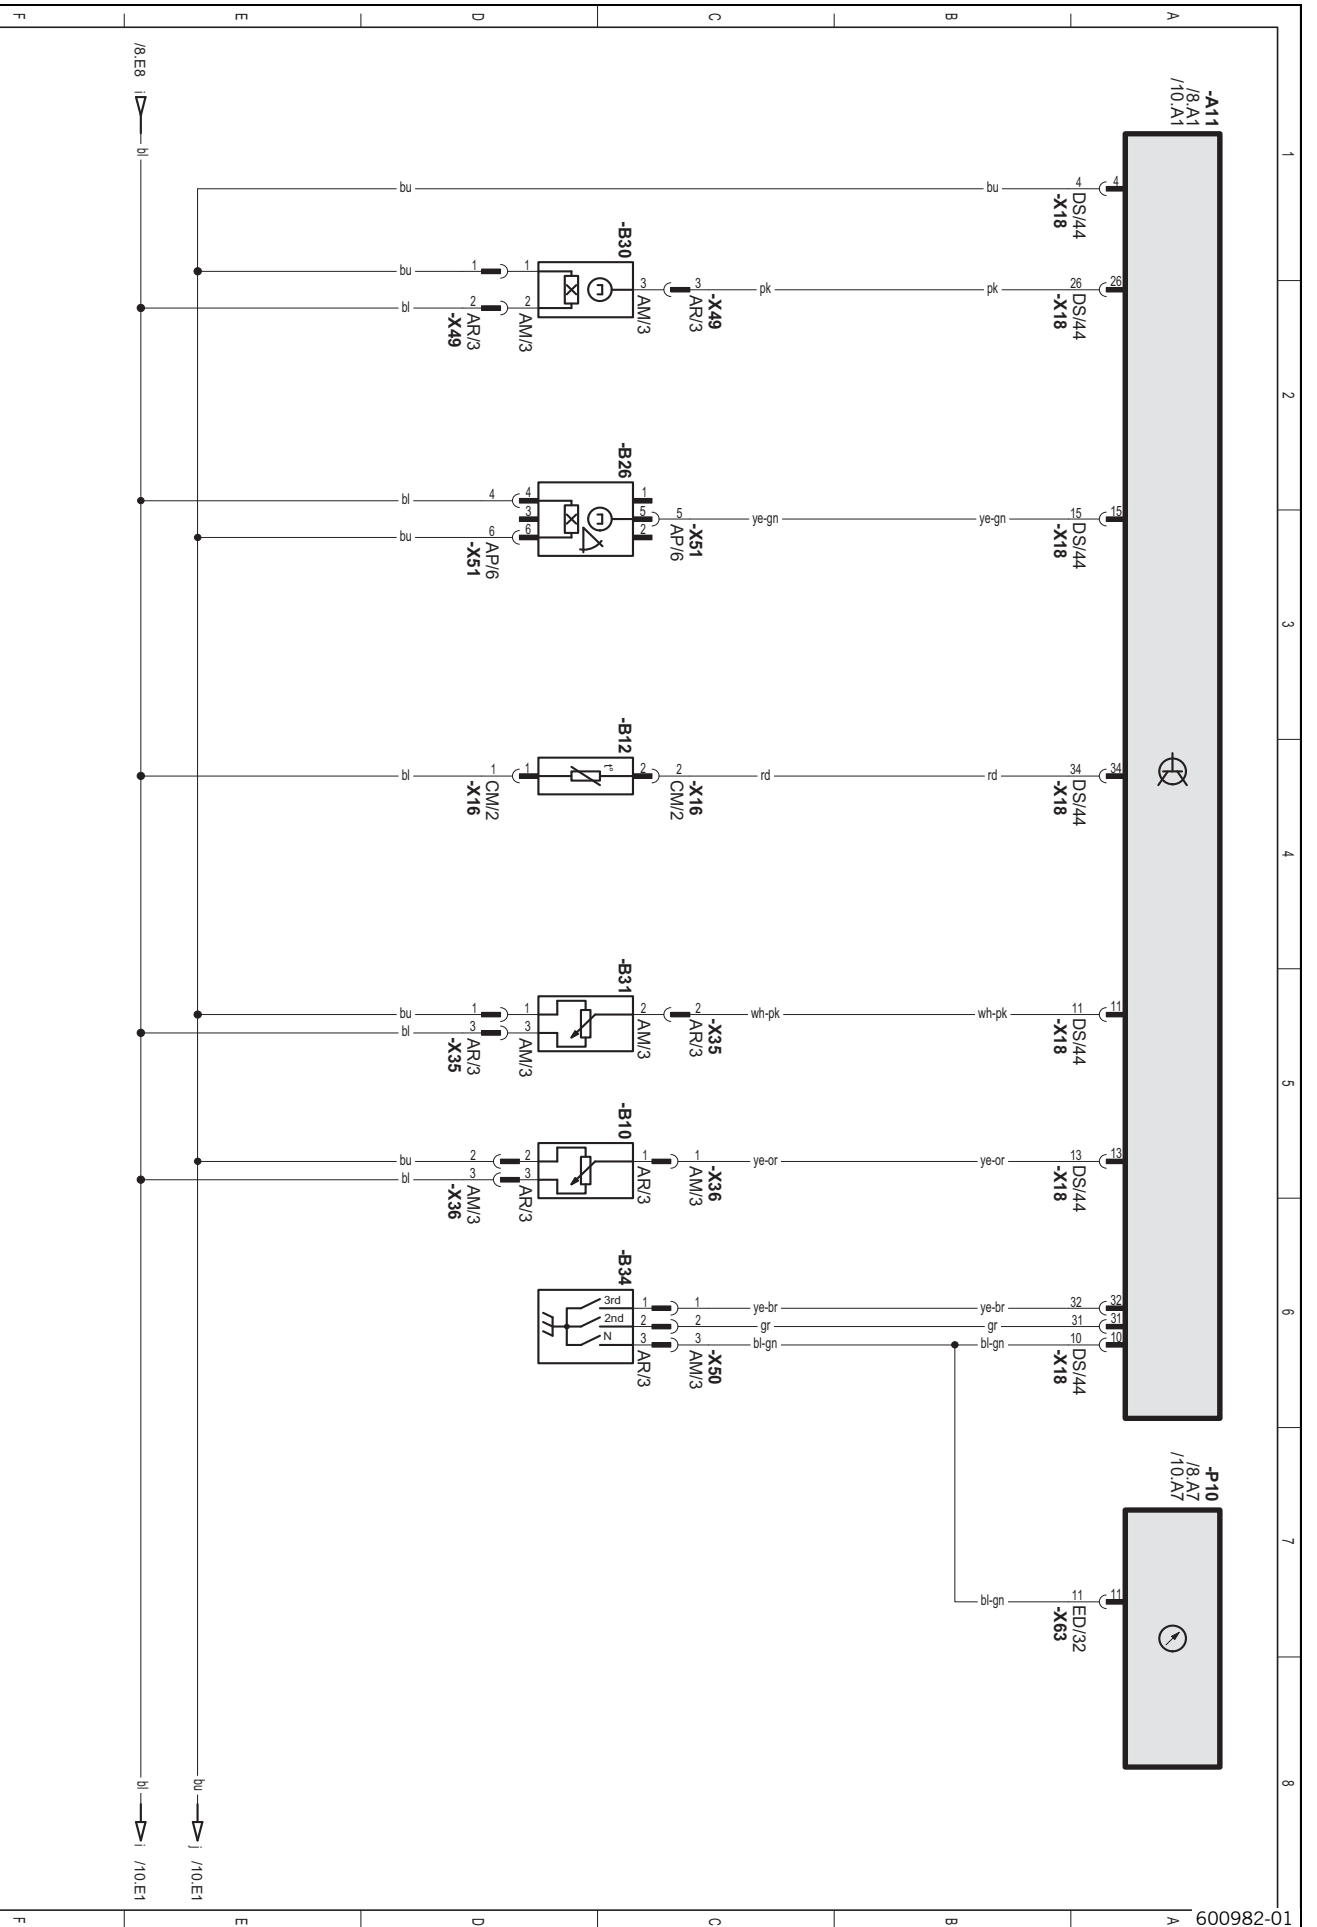 F E D C B A
1 2 3 4 5 6 7 8
-A11
/8.A1
/10.A1
4
4 DS/44
-X18
bu
bu
26
26 DS/44
-X18
pk
pk
3 AR/3
-X49
3 AM/3
-B30
1
2 AM/3
1
2 AR/3
-X49
bu
bl
15
15 DS/44
-X18
ye-gn
ye-gn
5 AP/6
-X51
1
5
2
-B26
4
3
6
4
6 AP/6
-X51
bl
bu
34
34 DS/44
-X18
rd
rd
2 CM/2
-X16
2
-B12
t°
1
1 CM/2
-X16
bl
11
11 DS/44
-X18
wh-pk
wh-pk
2 AR/3
-X35
2 AM/3
-B31
1
3 AM/3
1
3 AR/3
-X35
bu
bl
13
13 DS/44
-X18
ye-or
ye-or
1 AM/3
-X36
1 AR/3
-B10
2
3 AR/3
2
3 AM/3
-X36
bu
bl
32
31
10
32
31
10 DS/44
-X18
ye-br
gr
bl-gn
ye-br
gr
bl-gn
1
2
3 AM/3
-X50
1
2
3 AR/3
-B34
3rd
2nd
N
-P10
/8.A7
/10.A7
11
11 ED/32
-X63
bl-gn
/8.E8 i
bl
bu
j /10.E1
bl
i /10.E1
F E D C B A
600982-01